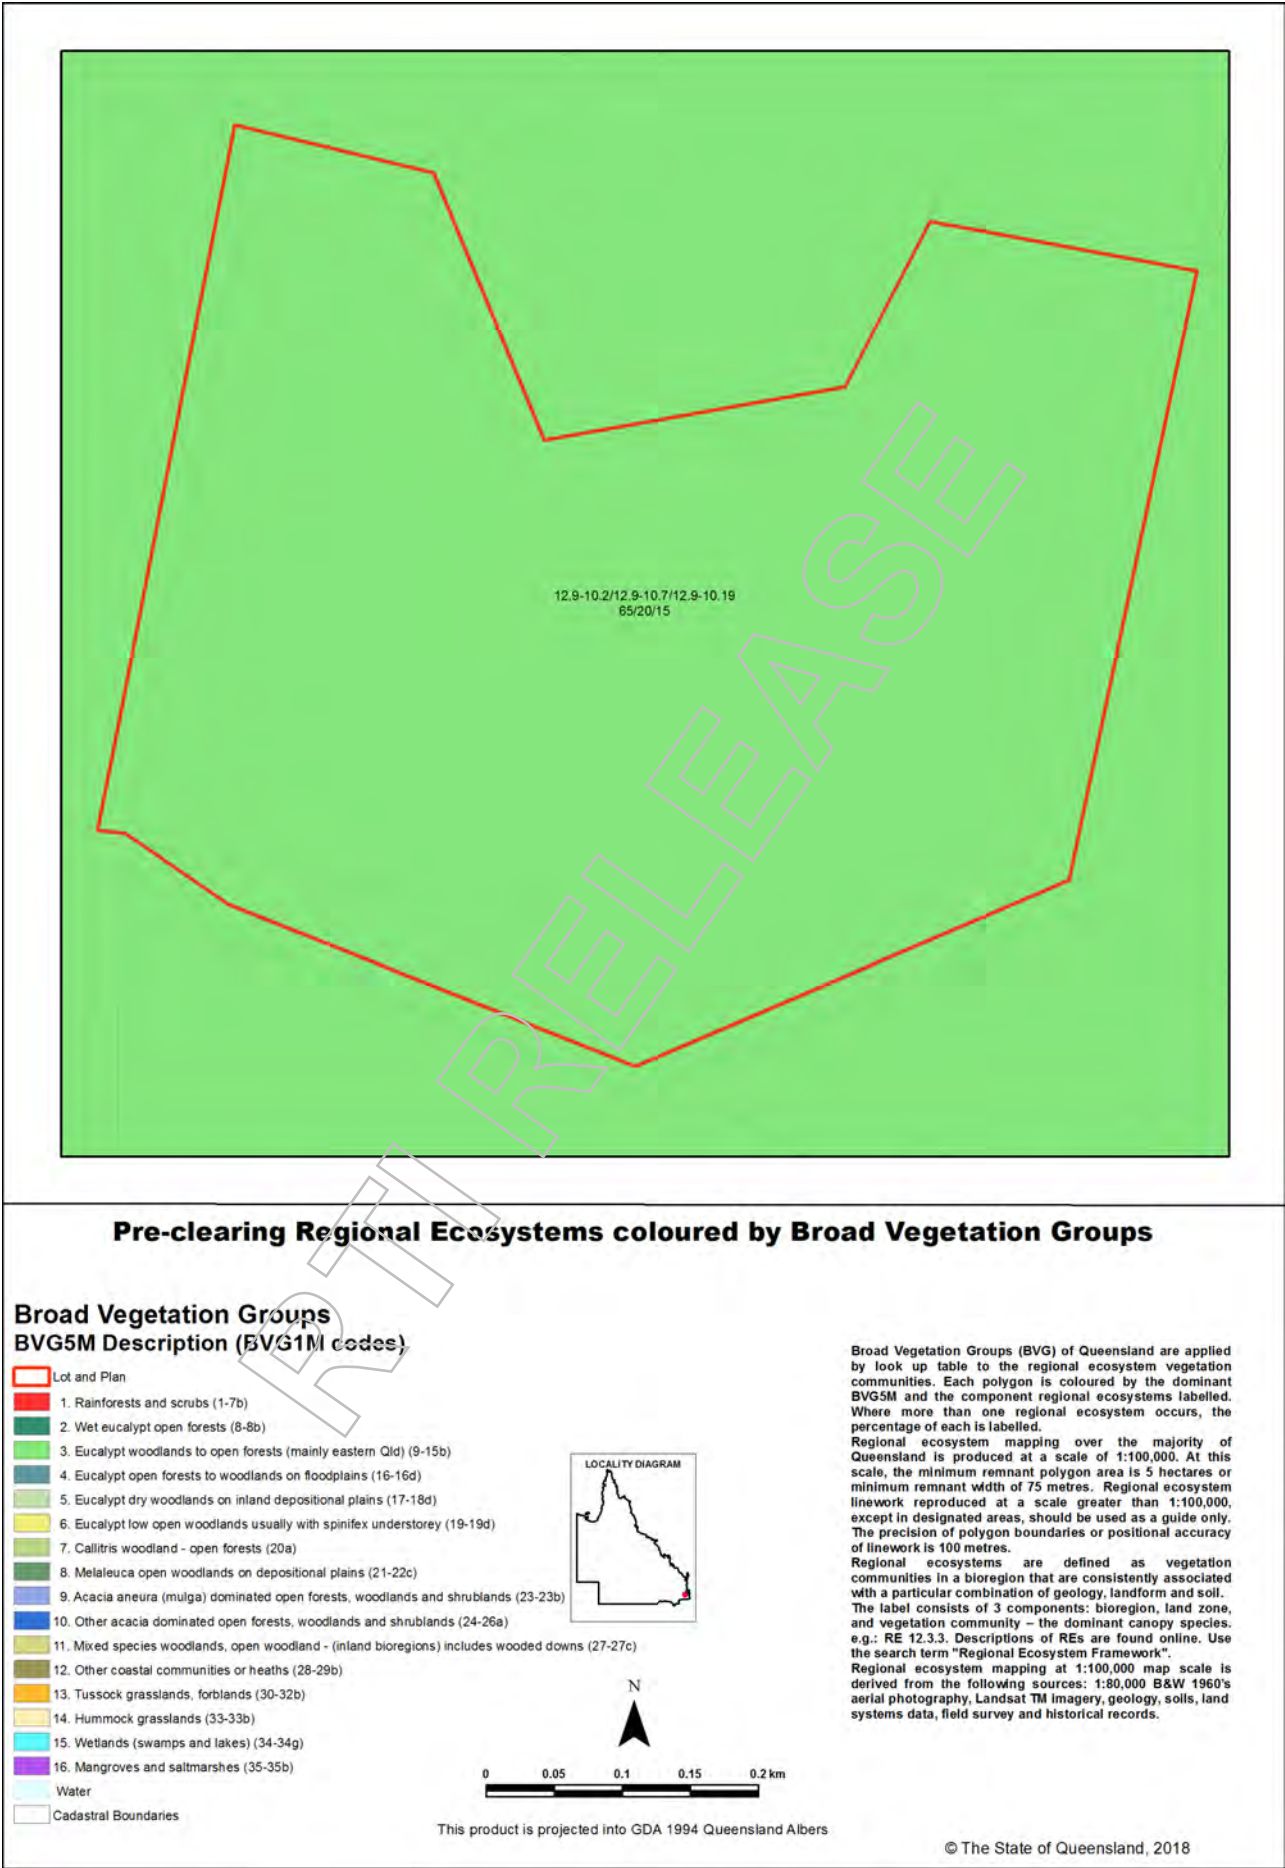 12.9-10.2/12.9-10.7/12.9-10.19
65/20/15
RTI RELEASE
Pre-clearing Regional Ecosystems coloured by Broad Vegetation Groups
Broad Vegetation Groups
BVG5M Description (BVG1M codes)
Lot and Plan
1. Rainforests and scrubs (1-7b)
2. Wet eucalypt open forests (8-8b)
3. Eucalypt woodlands to open forests (mainly eastern Qld) (9-15b)
4. Eucalypt open forests to woodlands on floodplains (16-16d)
5. Eucalypt dry woodlands on inland depositional plains (17-18d)
6. Eucalypt low open woodlands usually with spinifex understorey (19-19d)
7. Callitris woodland - open forests (20a)
8. Melaleuca open woodlands on depositional plains (21-22c)
9. Acacia aneura (mulga) dominated open forests, woodlands and shrublands (23-23b)
10. Other acacia dominated open forests, woodlands and shrublands (24-26a)
11. Mixed species woodlands, open woodland - (inland bioregions) includes wooded downs (27-27c)
12. Other coastal communities or heaths (28-29b)
13. Tussock grasslands, forblands (30-32b)
14. Hummock grasslands (33-33b)
15. Wetlands (swamps and lakes) (34-34g)
16. Mangroves and saltmarshes (35-35b)
Water
Cadastral Boundaries
LOCALITY DIAGRAM
N
0 0.05 0.1 0.15 0.2 km
This product is projected into GDA 1994 Queensland Albers
Broad Vegetation Groups (BVG) of Queensland are applied
by look up table to the regional ecosystem vegetation
communities. Each polygon is coloured by the dominant
BVG5M and the component regional ecosystems labelled.
Where more than one regional ecosystem occurs, the
percentage of each is labelled.
Regional ecosystem mapping over the majority of
Queensland is produced at a scale of 1:100,000. At this
scale, the minimum remnant polygon area is 5 hectares or
minimum remnant width of 75 metres. Regional ecosystem
linework reproduced at a scale greater than 1:100,000,
except in designated areas, should be used as a guide only.
The precision of polygon boundaries or positional accuracy
of linework is 100 metres.
Regional ecosystems are defined as vegetation
communities in a bioregion that are consistently associated
with a particular combination of geology, landform and soil.
The label consists of 3 components: bioregion, land zone,
and vegetation community – the dominant canopy species.
e.g.: RE 12.3.3. Descriptions of REs are found online. Use
the search term "Regional Ecosystem Framework".
Regional ecosystem mapping at 1:100,000 map scale is
derived from the following sources: 1:80,000 B&W 1960's
aerial photography, Landsat TM imagery, geology, soils, land
systems data, field survey and historical records.
© The State of Queensland, 2018